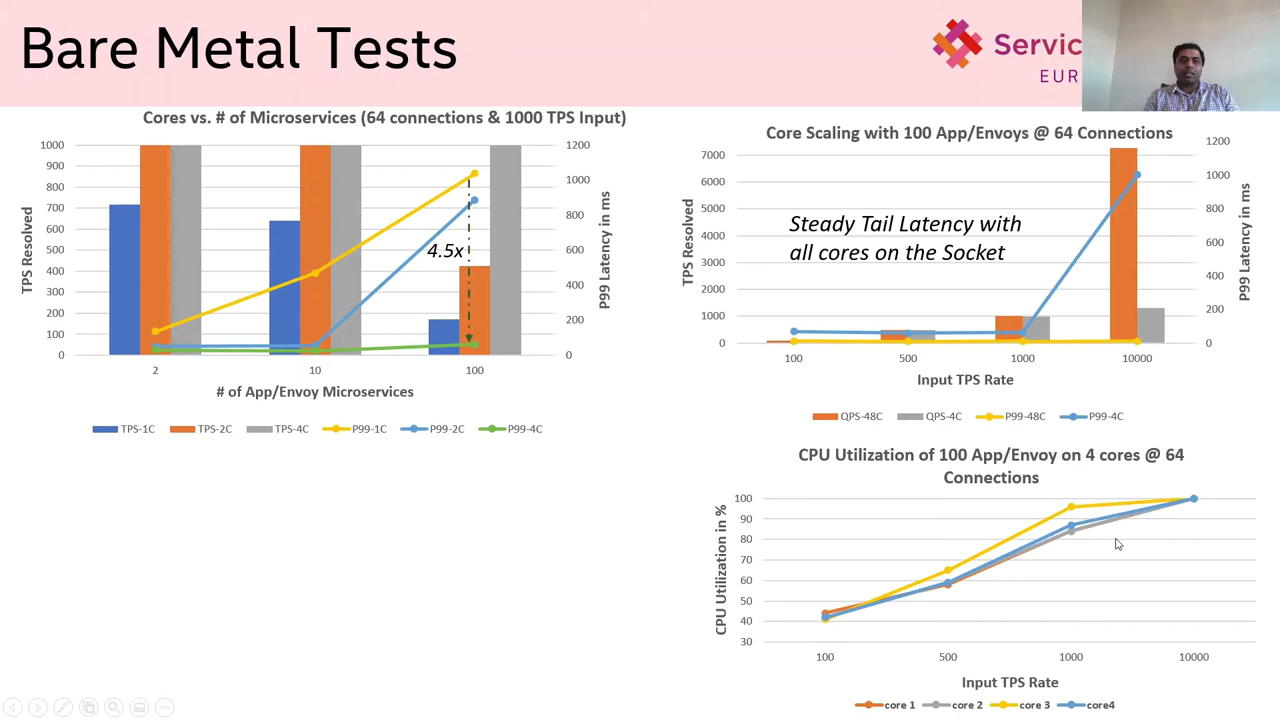 Bare Metal Tests
Servic
EUR
Cores vs. # of Microservices (64 connections & 1000 TPS Input)
1000
900
800
700
600
500
400
300
200
100
0
TPS Resolved
1200
1000
800
600
400
200
0
P99 Latency in ms
4.5x
2
10
100
# of App/Envoy Microservices
TPS-1C
TPS-2C
TPS-4C
P99-1C
P99-2C
P99-4C
Core Scaling with 100 App/Envoys @ 64 Connections
7000
6000
5000
4000
3000
2000
1000
0
TPS Resolved
1200
1000
800
600
400
200
0
P99 Latency in ms
Steady Tail Latency with
all cores on the Socket
100
500
1000
10000
Input TPS Rate
QPS-48C
QPS-4C
P99-48C
P99-4C
CPU Utilization of 100 App/Envoy on 4 cores @ 64
Connections
100
90
80
70
60
50
40
30
CPU Utilization in %
100
500
1000
10000
Input TPS Rate
core 1
core 2
core 3
core4